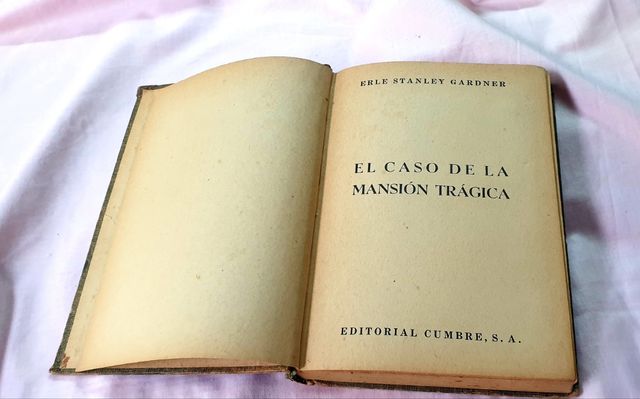 ERLE STANLEY GARDNER
EL CASO DE LA
MANSIÓN TRÁGICA
EDITORIAL CUMBRE, S. A.